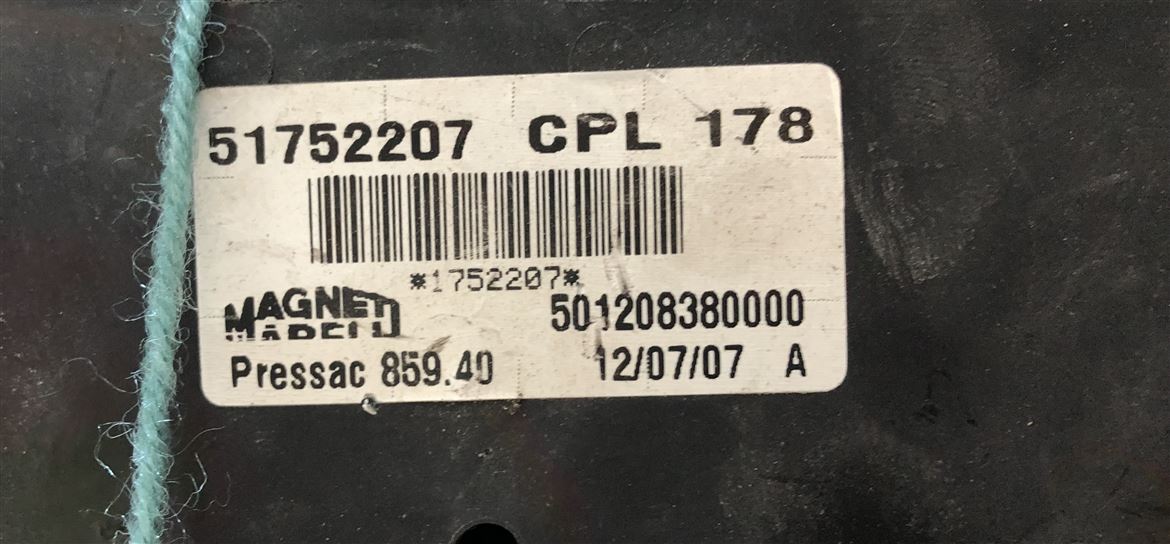 51752207 CPL 178
*1752207*
MAGNETI
MARELLI
501208380000
Pressac 859.40
12/07/07 A